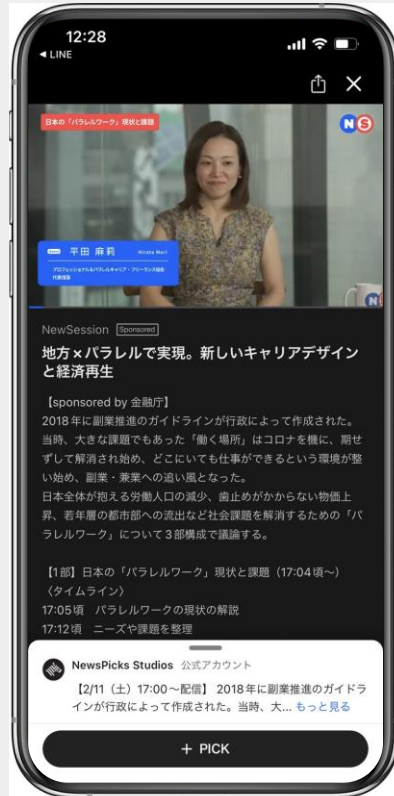 12:28
◀ LINE
日本の「パラレルワーク」現状と課題
N S
平田 麻莉 Hirata Mari
プロフェッショナル&パラレルキャリア・フリーランス協会
代表理事
N
NewSession Sponsored
地方×パラレルで実現。新しいキャリアデザイン
と経済再生
【sponsored by 金融庁】
2018年に副業推進のガイドラインが行政によって作成された。
当時、大きな課題でもあった「働く場所」はコロナを機に、期せ
ずして解消され始め、どこにいても仕事ができるという環境が整
い始め、副業・兼業への追い風となった。
日本全体が抱える労働人口の減少、歯止めがかからない物価上
昇、若年層の都市部への流出など社会課題を解消するための「パ
ラレルワーク」について3部構成で議論する。
【1部】日本の「パラレルワーク」現状と課題（17:04頃〜）
〈タイムライン〉
17:05頃　パラレルワークの現状の解説
17:12頃　ニーズや課題を整理
NewsPicks Studios 公式アカウント
【2/11（土）17:00〜配信】 2018年に副業推進のガイドラ
インが行政によって作成された。当時、大... もっと見る
+ PICK